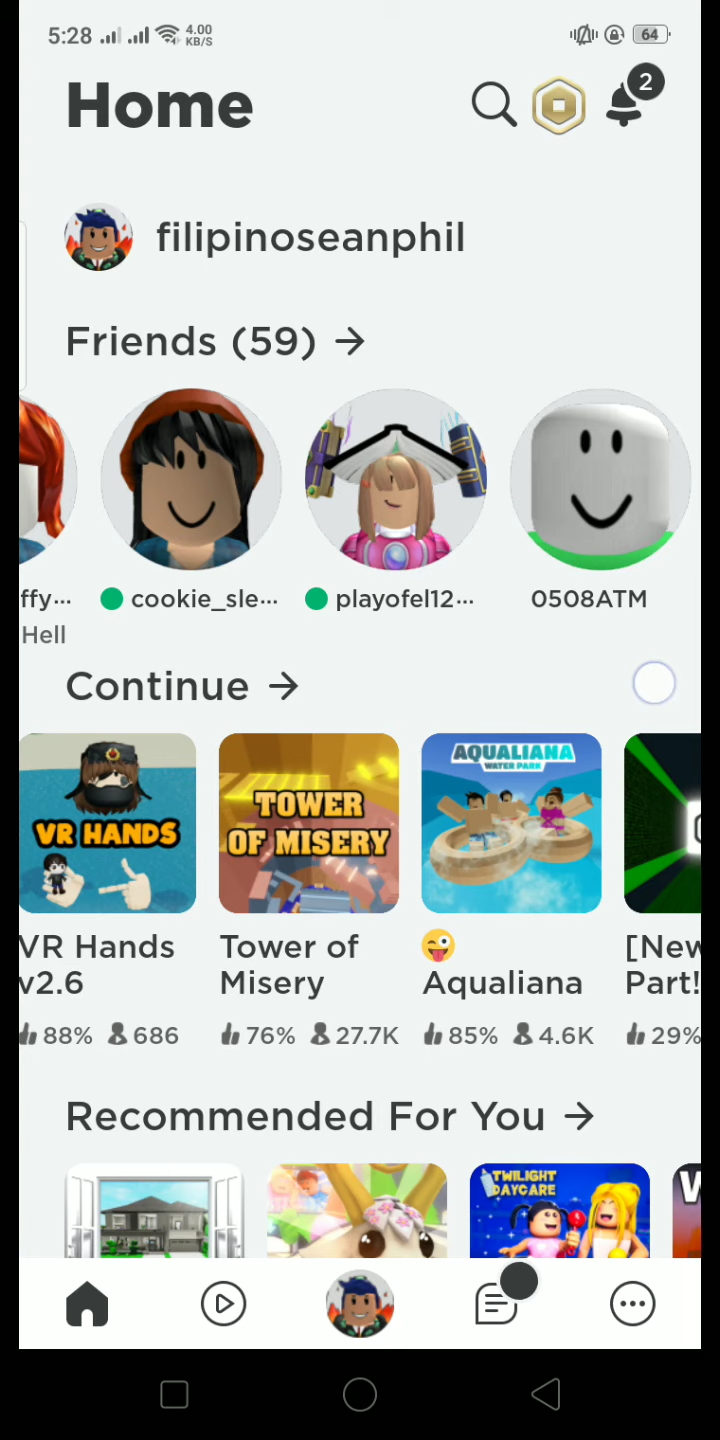 5:28
4.00
KB/S
64
Home
2
filipinoseanphil
Friends (59) →
ffy...
cookie_sle...
playofel12...
0508ATM
Hell
Continue →
VR HANDS
TOWER
OF MISERY
AQUALIANA
WATER PARK
VR Hands
v2.6
Tower of
Misery
😜
Aqualiana
[New
Part!
88%
686
76%
27.7K
85%
4.6K
29%
Recommended For You →
TWILIGHT
DAYCARE
W